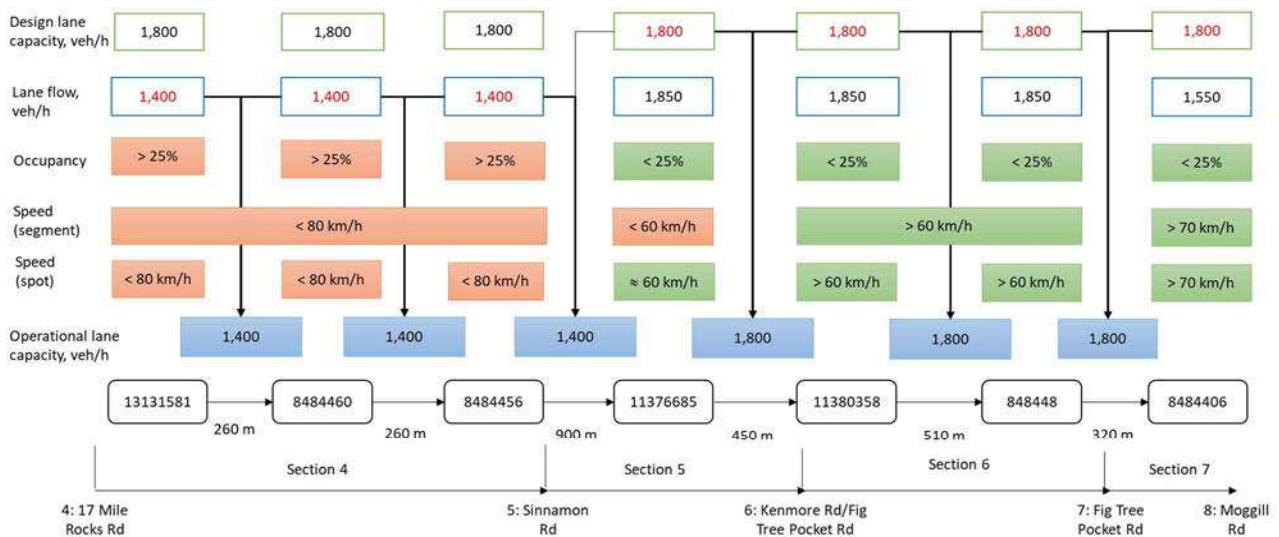 Design lane
capacity, veh/h
1,800 1,800 1,800 1,800 1,800 1,800 1,800
Lane flow,
veh/h
1,400 1,400 1,400 1,850 1,850 1,850 1,550
Occupancy
> 25% > 25% > 25% < 25% < 25% < 25% < 25%
Speed
(segment)
< 80 km/h < 60 km/h > 60 km/h > 70 km/h
Speed
(spot)
< 80 km/h < 80 km/h < 80 km/h ≈ 60 km/h > 60 km/h > 60 km/h > 70 km/h
Operational lane
capacity, veh/h
1,400 1,400 1,400 1,800 1,800 1,800
13131581 8484460 8484456 11376685 11380358 848448 8484406
260 m 260 m 900 m 450 m 510 m 320 m
Section 4 Section 5 Section 6 Section 7
4: 17 Mile
Rocks Rd
5: Sinnamon
Rd
6: Kenmore Rd/Fig
Tree Pocket Rd
7: Fig Tree
Pocket Rd
8: Moggill
Rd